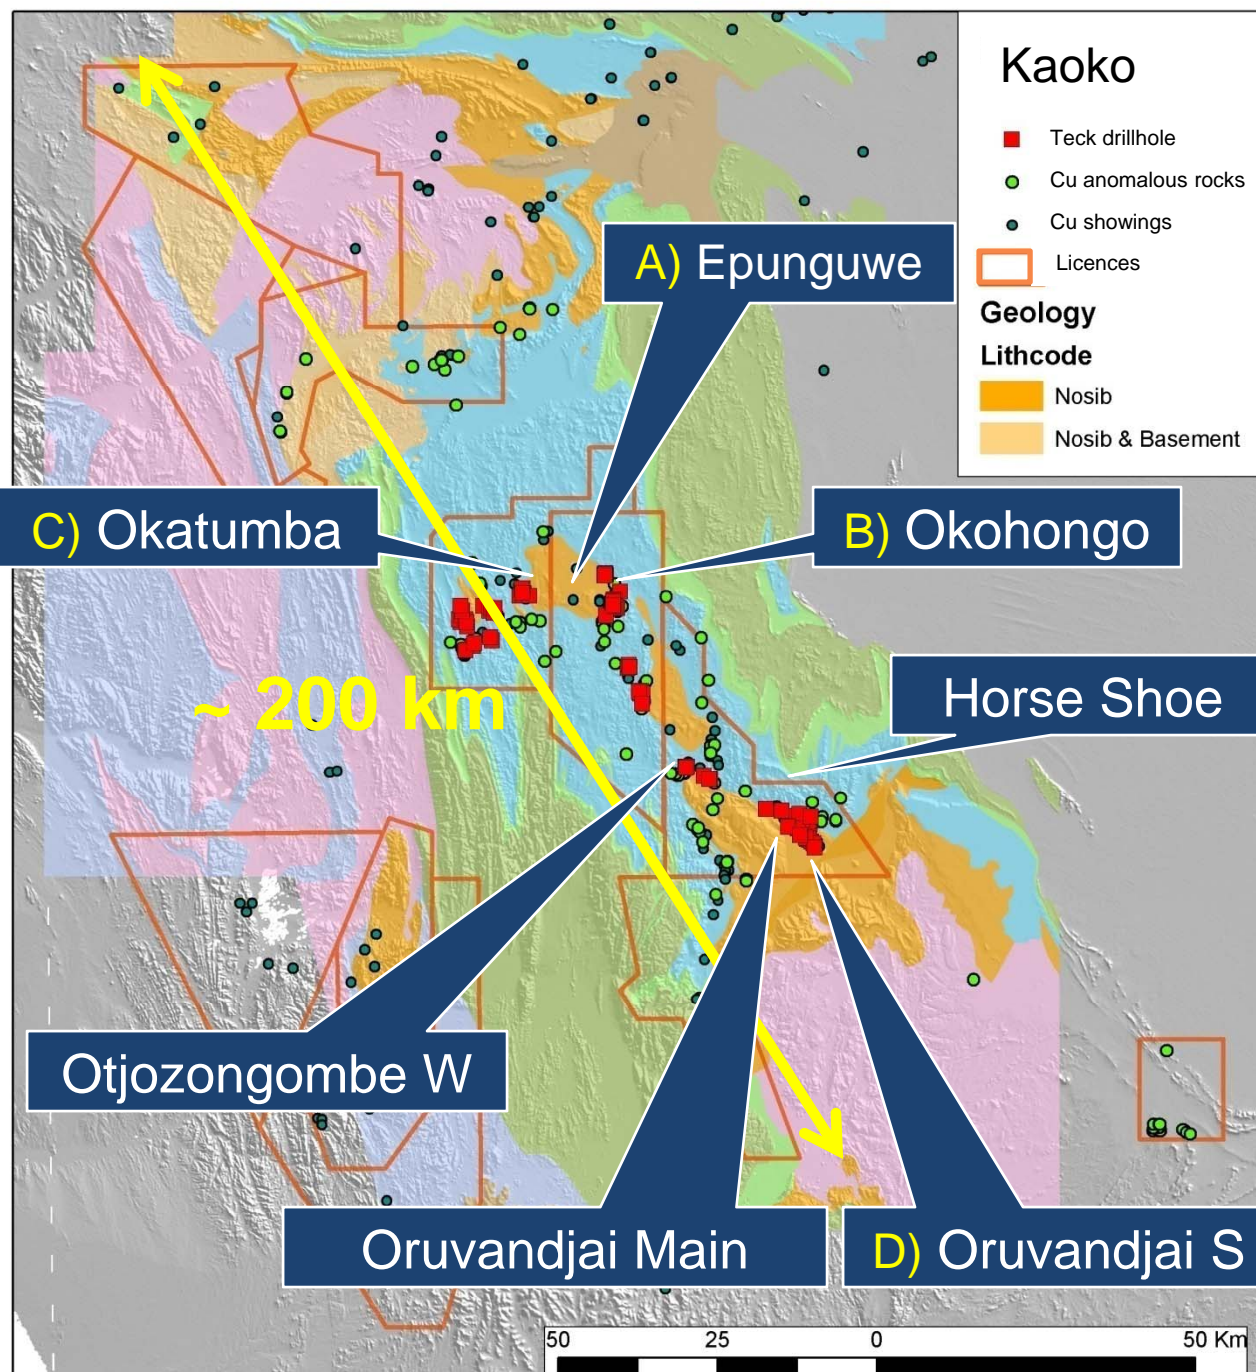 Kaoko
Teck drillhole
Cu anomalous rocks
Cu showings
Licences
Geology
Lithcode
Nosib
Nosib & Basement
A) Epunguwe
C) Okatumba
B) Okohongo
Horse Shoe
~ 200 km
Otjozongombe W
Oruvandjai Main
D) Oruvandjai S
50 25 0 50 Km